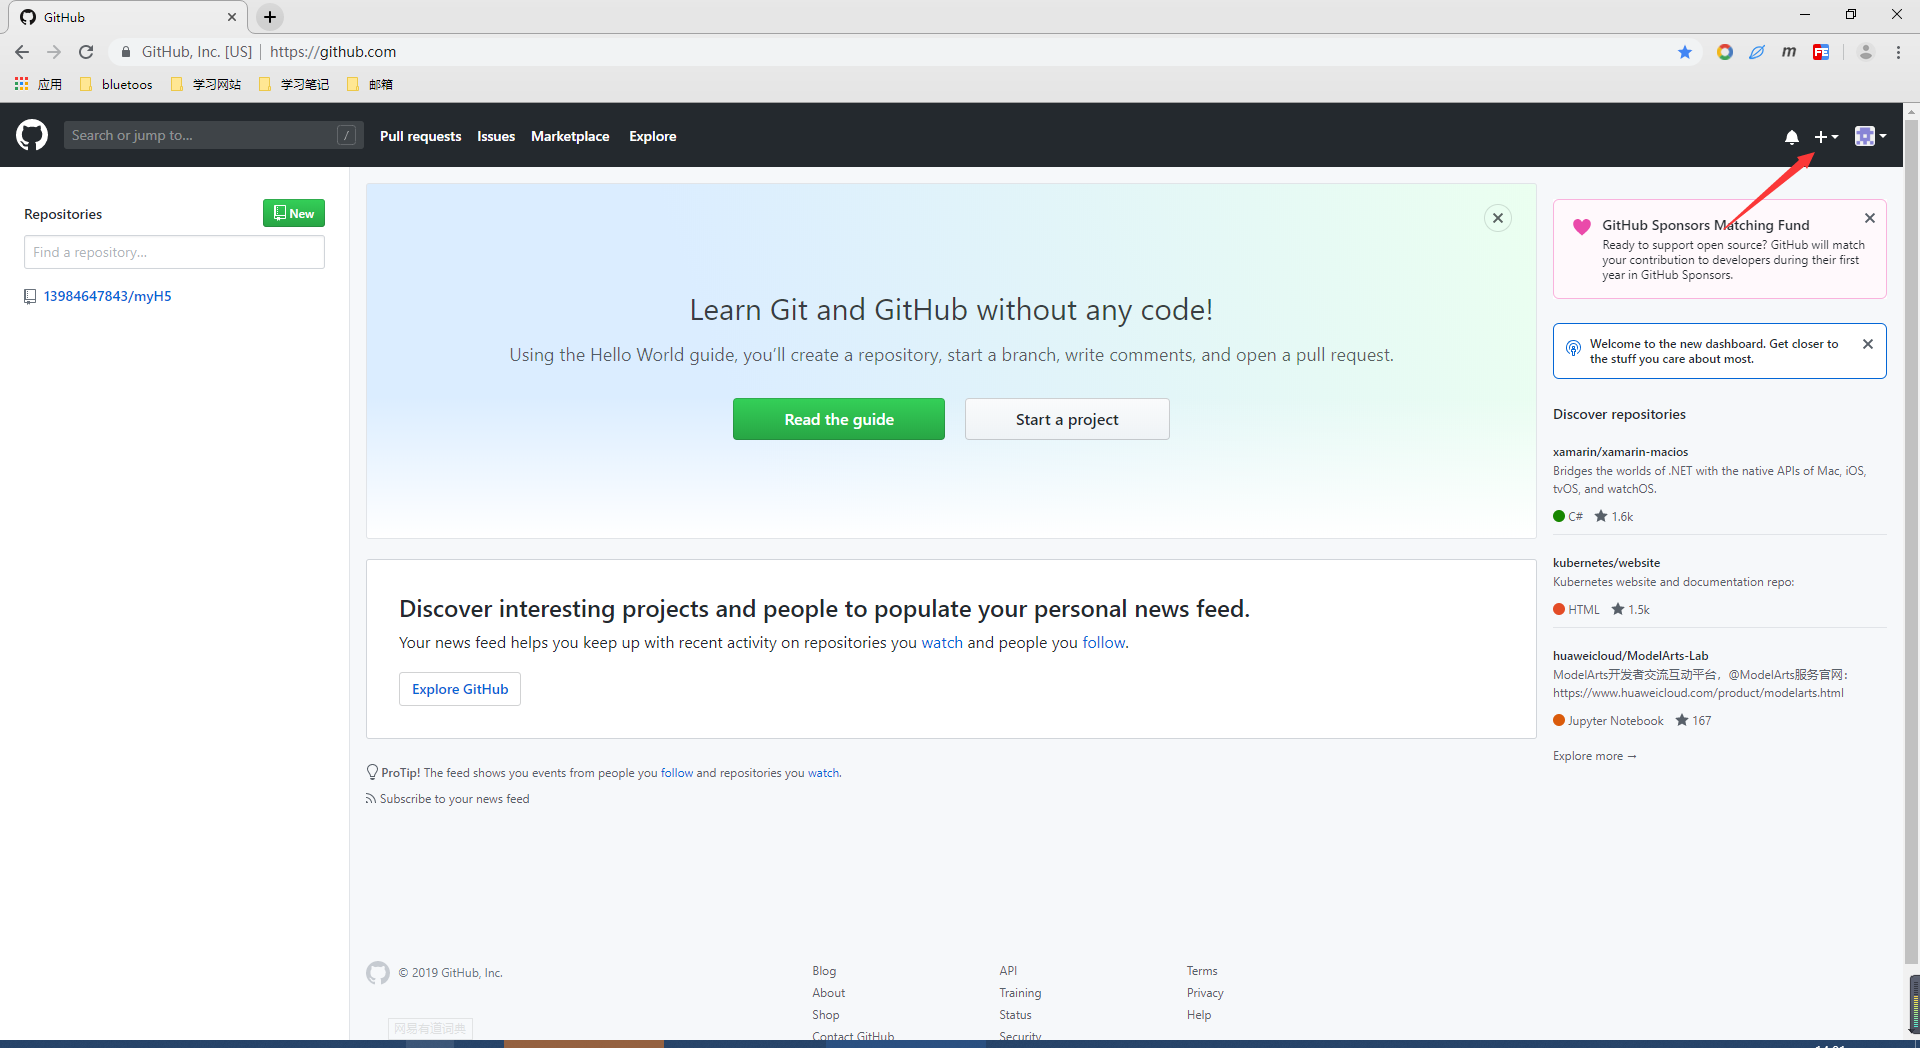 GitHub
GitHub, Inc. [US] | https://github.com
应用 bluetoos 学习网站 学习笔记 邮箱
Search or jump to... /
Pull requests Issues Marketplace Explore
Repositories
New
Find a repository...
13984647843/myH5
Learn Git and GitHub without any code!
Using the Hello World guide, you’ll create a repository, start a branch, write comments, and open a pull request.
Read the guide Start a project
Discover interesting projects and people to populate your personal news feed.
Your news feed helps you keep up with recent activity on repositories you watch and people you follow.
Explore GitHub
ProTip! The feed shows you events from people you follow and repositories you watch.
Subscribe to your news feed
GitHub Sponsors Matching Fund
Ready to support open source? GitHub will match
your contribution to developers during their first
year in GitHub Sponsors.
Welcome to the new dashboard. Get closer to
the stuff you care about most.
Discover repositories
xamarin/xamarin-macios
Bridges the worlds of .NET with the native APIs of Mac, iOS,
tvOS, and watchOS.
C# 1.6k
kubernetes/website
Kubernetes website and documentation repo:
HTML 1.5k
huaweicloud/ModelArts-Lab
ModelArts开发者交流互动平台，@ModelArts服务官网：
https://www.huaweicloud.com/product/modelarts.html
Jupyter Notebook 167
Explore more →
© 2019 GitHub, Inc.
Blog API Terms
About Training Privacy
Shop Status Help
Contact GitHub Security
网易有道词典